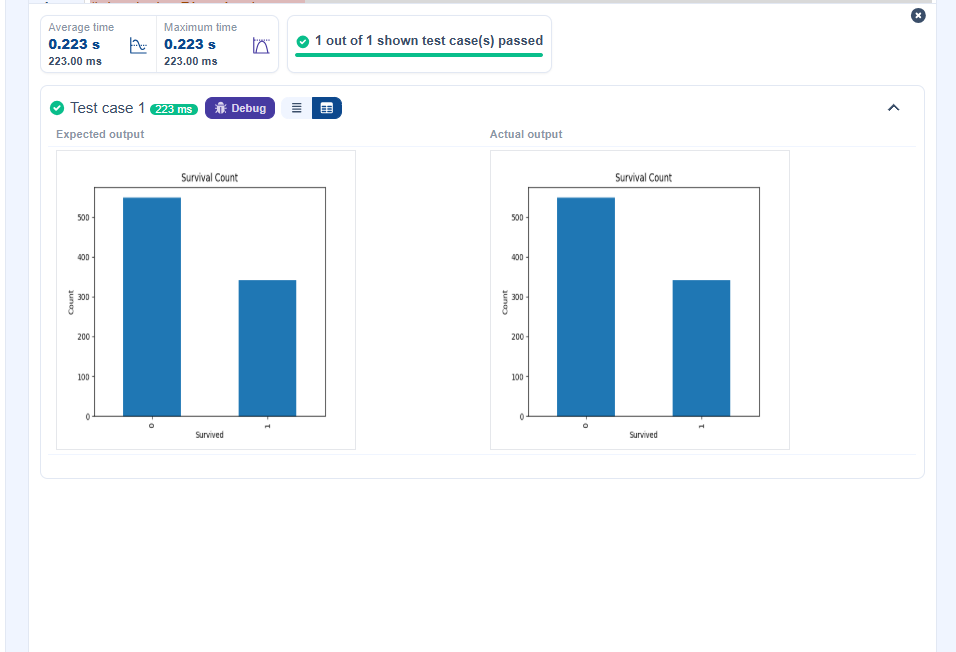 Average time
0.223 s
223.00 ms
Maximum time
0.223 s
223.00 ms
1 out of 1 shown test case(s) passed
Test case 1 223 ms Debug
Expected output
Actual output
Survival Count
500
400
300
200
100
0
Count
0 1
Survived
Survival Count
500
400
300
200
100
0
Count
0 1
Survived